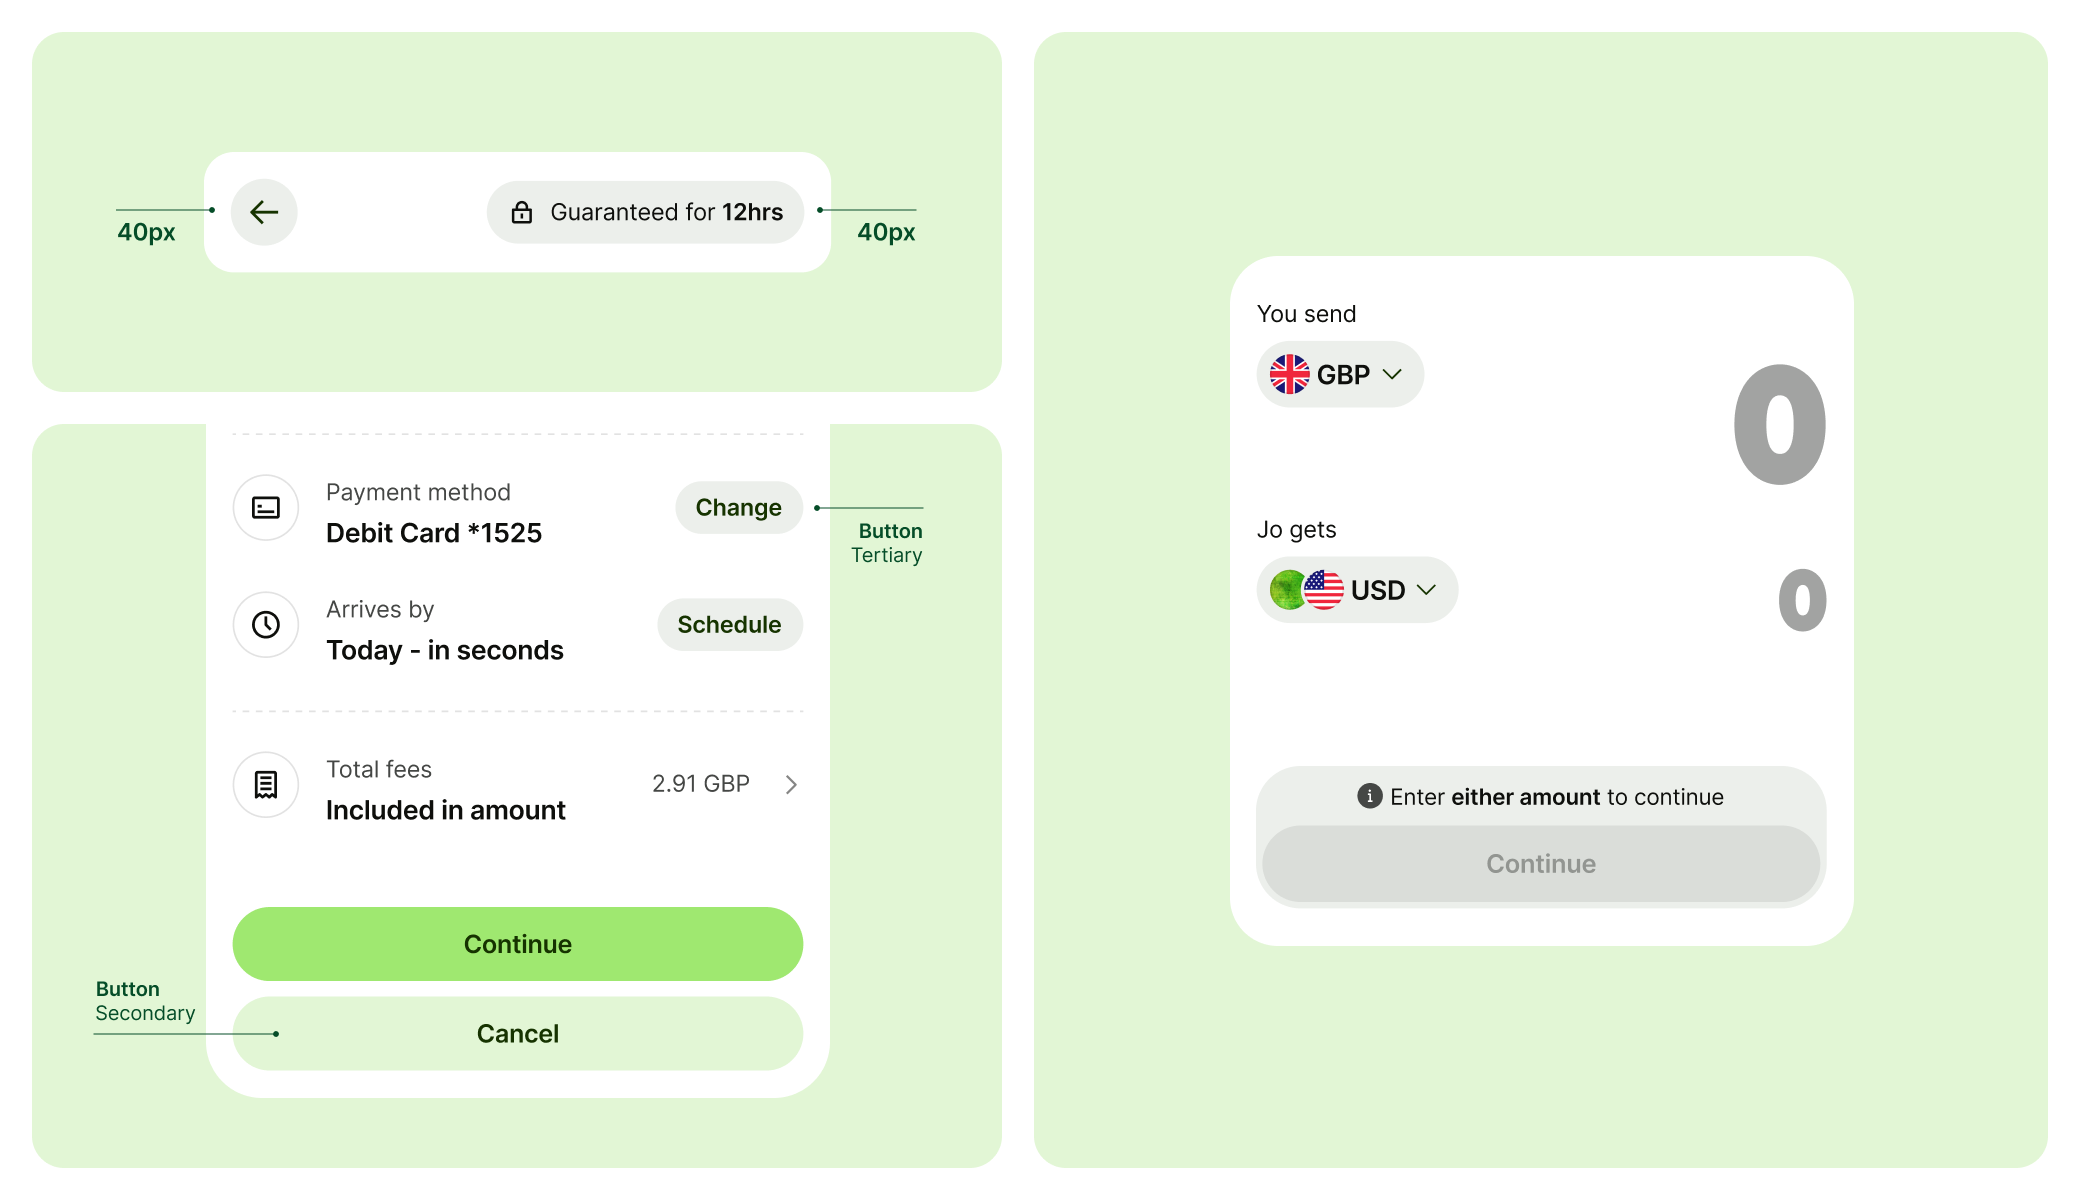 40px
Guaranteed for 12hrs
40px
Payment method
Debit Card *1525
Change
Button
Tertiary
Arrives by
Today - in seconds
Schedule
Total fees
Included in amount
2.91 GBP
Continue
Button
Secondary
Cancel
You send
GBP
0
Jo gets
USD
0
Enter either amount to continue
Continue